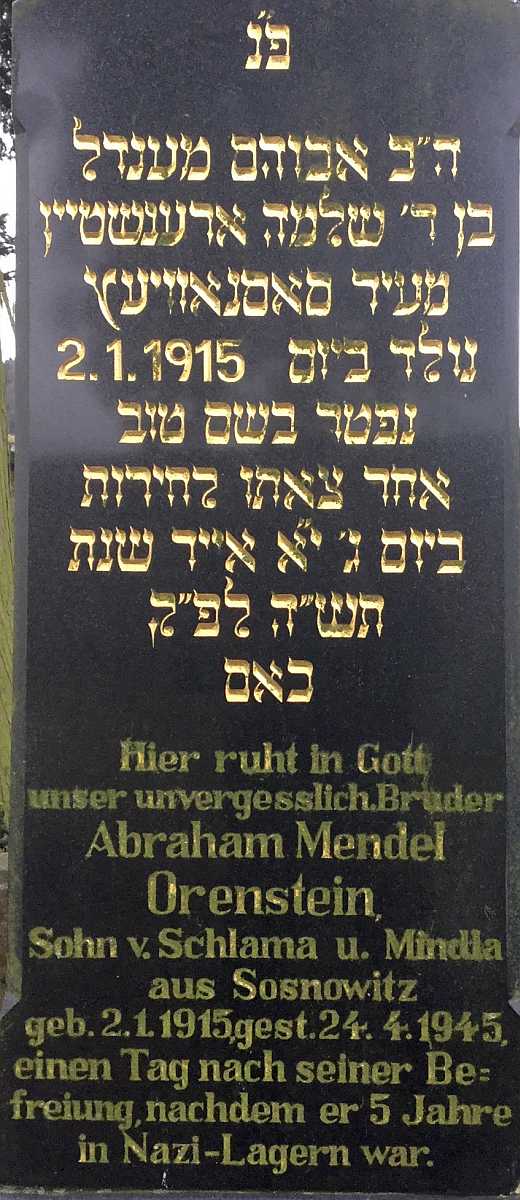 פ״נ
ה״ב אבוהם מענדל
בן ר׳ שלמה ארענשטיין
מעיר סאסנאוויעץ
נולד ביום 2.1.1915
נפטר בשם טוב
אחר צאתו לחירות
ביום ג׳ י״א אייר שנת
תש״ה לפ״ק
באם
Hier ruht in Gott
unser unvergesslich.Bruder
Abraham Mendel
Orenstein,
Sohn v. Schlama u. Mindla
aus Sosnowitz
geb. 2.1.1915, gest. 24. 4. 1945,
einen Tag nach seiner Be=
freiung, nachdem er 5 Jahre
in Nazi-Lagern war.